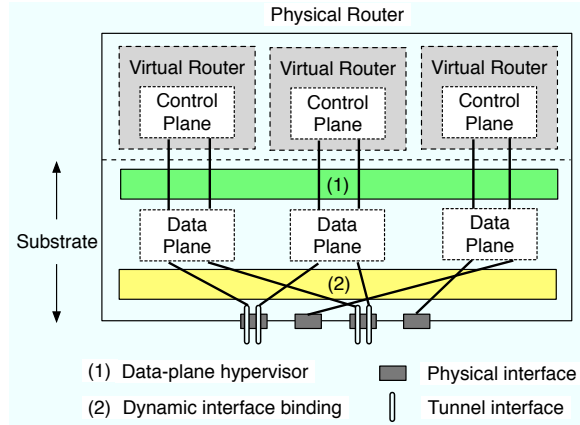 Physical Router
Virtual Router
Virtual Router
Virtual Router
Control
Plane
Control
Plane
Control
Plane
(1)
Substrate
Data
Plane
Data
Plane
Data
Plane
(2)
(1) Data-plane hypervisor
Physical interface
(2) Dynamic interface binding
Tunnel interface